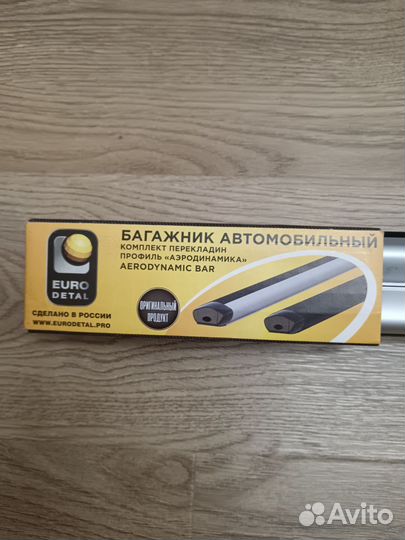 EURO
DETAL
СДЕЛАНО В РОССИИ
WWW.EURODETAL.PRO
БАГАЖНИК АВТОМОБИЛЬНЫЙ
КОМПЛЕКТ ПЕРЕКЛАДИН
ПРОФИЛЬ «АЭРОДИНАМИКА»
AERODYNAMIC BAR
ОРИГИНАЛЬНЫЙ
ПРОДУКТ
Avito